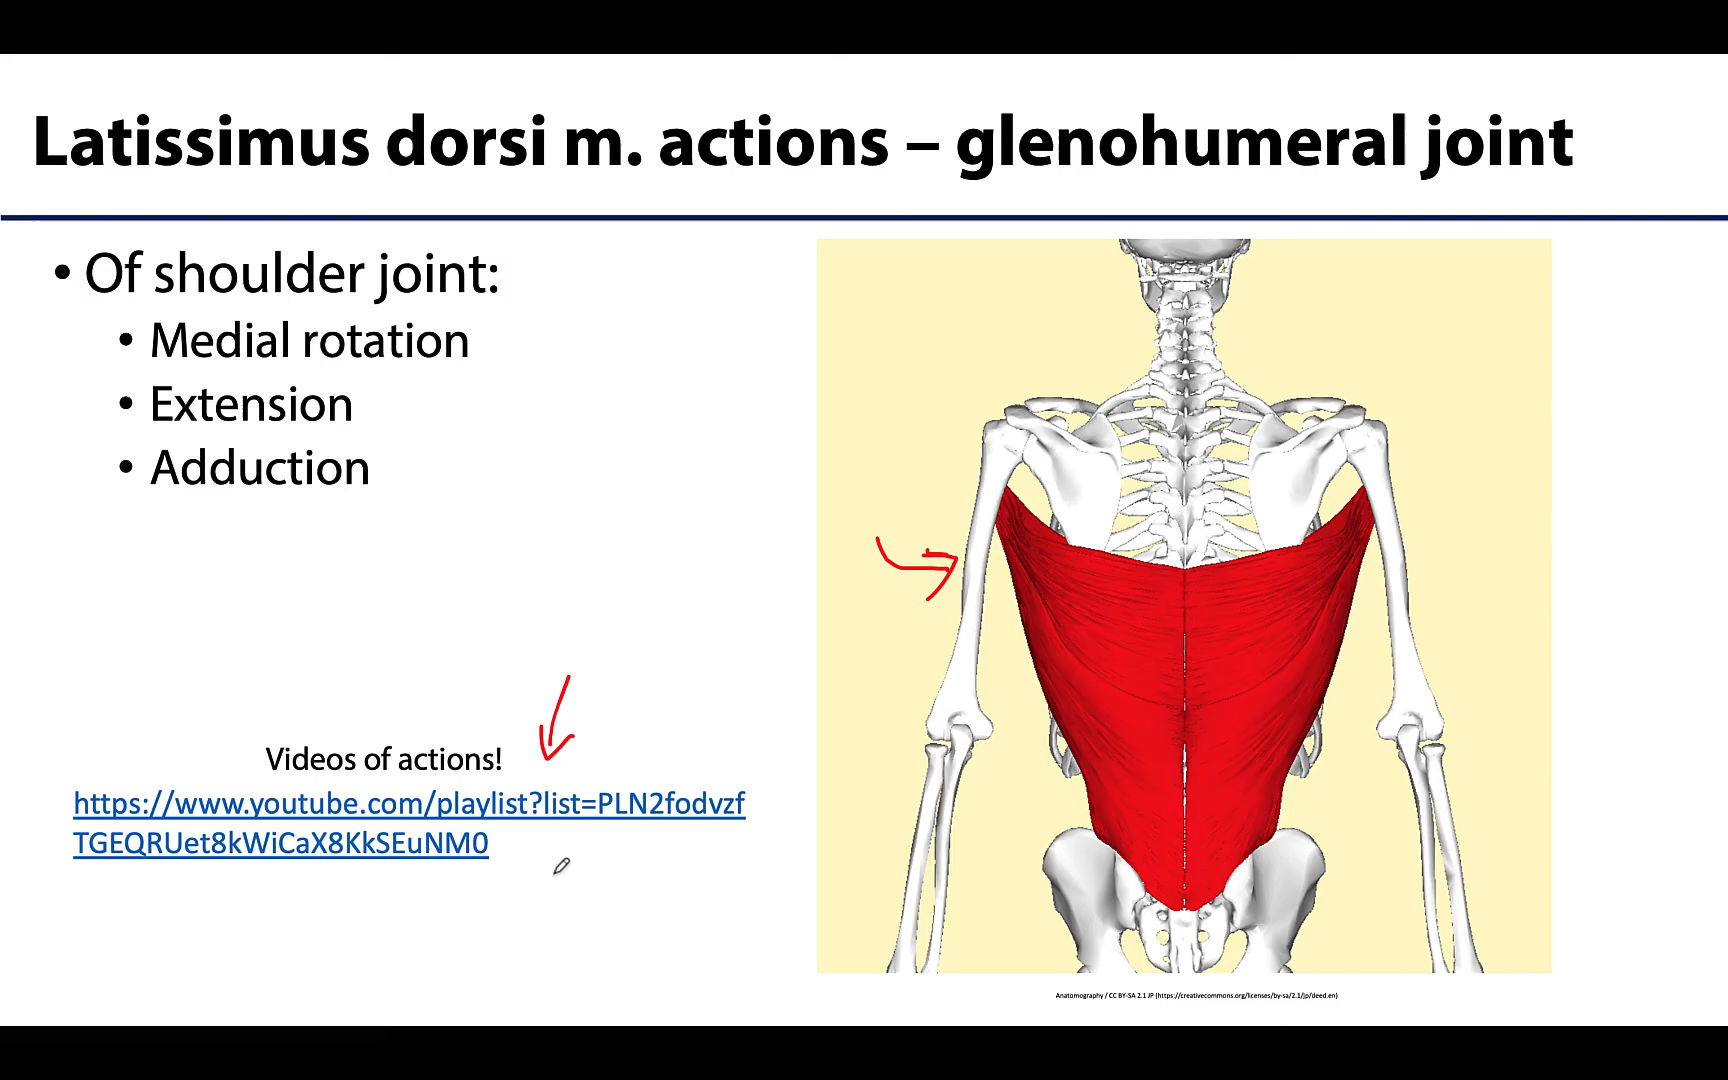 Latissimus dorsi m. actions – glenohumeral joint
• Of shoulder joint:
• Medial rotation
• Extension
• Adduction
Videos of actions!
https://www.youtube.com/playlist?list=PLN2fodvzf
TGEQRUet8kWiCaX8KkSEuNM0
Anatomography / CC BY-SA 2.1 JP (https://creativecommons.org/licenses/by-sa/2.1/jp/deed.en)